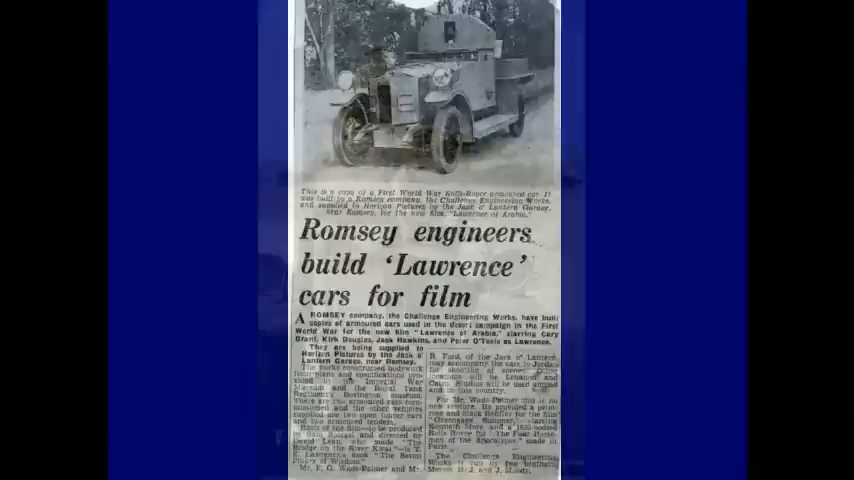 This is a copy of a First World War Rolls-Royce armoured car. It
was built by a Romsey company, the Challenge Engineering Works,
and supplied to Horizon Pictures by the Jack o' Lantern Garage,
near Romsey, for the new film, "Lawrence of Arabia."
Romsey engineers
build ‘Lawrence’
cars for film
A ROMSEY company, the Challenge Engineering Works, have built
copies of armoured cars used in the desert campaign in the First
World War for the new film "Lawrence of Arabia," starring Cary
Grant, Kirk Douglas, Jack Hawkins, and Peter O'Toole as Lawrence.
They are being supplied to
Horizon Pictures by the Jack o'
Lantern Garage, near Romsey.
The works constructed bodywork
from plans and specifications pro-
vided in the Imperial War
Museum and the Royal Tank
Regiment's Bovington museum.
There are two armoured cars com-
missioned and the other vehicles
supplied are two open tourer cars
and two armoured tenders.
Basis of the film—to be produced
by Sam Spiegel and directed by
David Lean, who made "The
Bridge on the River Kwai"—is T.
E. Lawrence's book "The Seven
Pillars of Wisdom."
Mr. F. G. Wade-Palmer and Mr.
R. Ford, of the Jack o' Lantern,
may accompany the cars to Jordan
for shooting of scenes. Other
locations will be Lebanon and
Cairo. Studios will be used
in this country.
For Mr. Wade-Palmer this is no
new venture. He provided a
and black Bentley for the film
"Greengage Summer," starring
Kenneth More, and a
Rolls Royce for "The Four Horse-
men of the Apocalypse" made in
Paris.
The Challenge Engineering
Works is run by two brothers,
Messrs. H. J. and J. Moody.